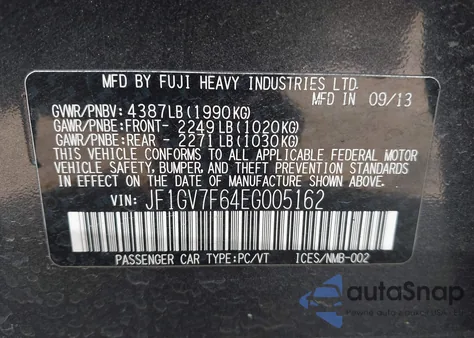 MFD BY FUJI HEAVY INDUSTRIES LTD.
MFD IN 09/13
GVWR/PNBV: 4387LB(1990KG)
GAWR/PNBE:FRONT- 2249LB(1020KG)
GAWR/PNBE:REAR - 2271LB(1030KG)
THIS VEHICLE CONFORMS TO ALL APPLICABLE FEDERAL MOTOR
VEHICLE SAFETY, BUMPER, AND THEFT PREVENTION STANDARDS
IN EFFECT ON THE DATE OF MANUFACTURE SHOWN ABOVE.
VIN: JF1GV7F64EG005162
PASSENGER CAR TYPE:PC/VT ICES/NMB-002
autoSnap